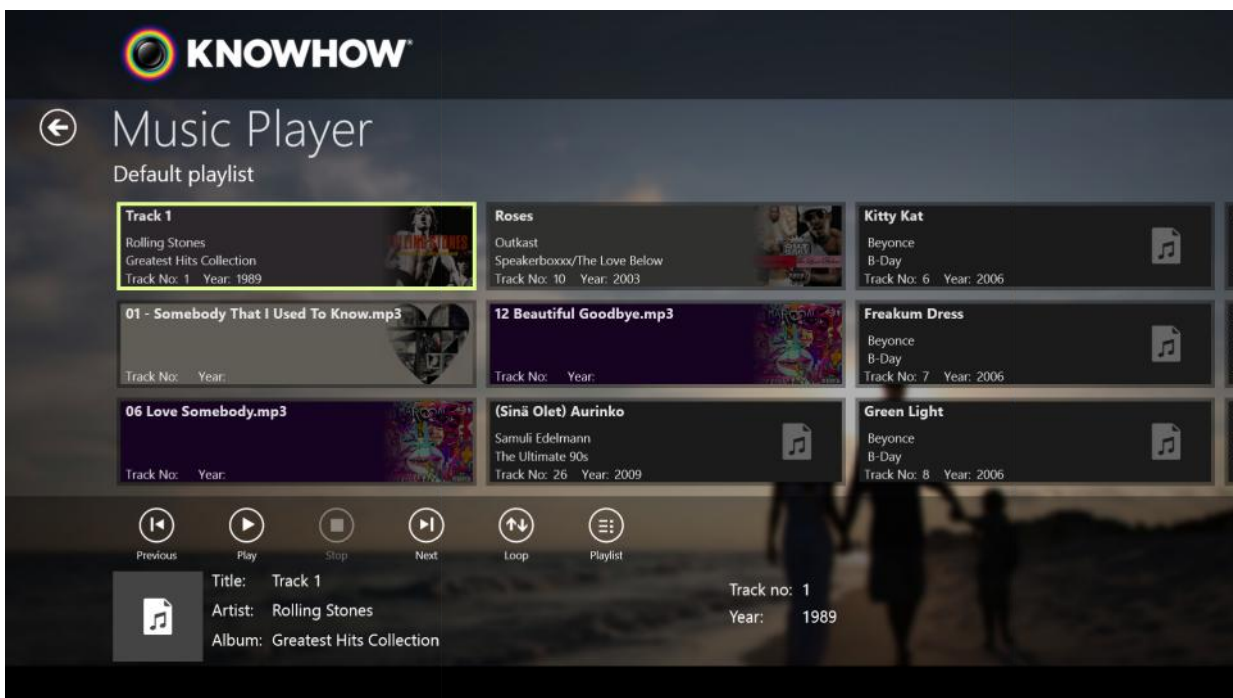 KNOWHOW
Music Player
Default playlist
Track 1
Rolling Stones
Greatest Hits Collection
Track No: 1 Year: 1989
Roses
Outkast
Speakerboxxx/The Love Below
Track No: 10 Year: 2003
Kitty Kat
Beyonce
B-Day
Track No: 6 Year: 2006
01 - Somebody That I Used To Know.mp3
Track No: Year:
12 Beautiful Goodbye.mp3
Track No: Year:
Freakum Dress
Beyonce
B-Day
Track No: 7 Year: 2006
06 Love Somebody.mp3
Track No: Year:
(Sinä Olet) Aurinko
Samuli Edelmann
The Ultimate 90s
Track No: 26 Year: 2009
Green Light
Beyonce
B-Day
Track No: 8 Year: 2006
Previous Play Stop Next Loop Playlist
Title: Track 1
Artist: Rolling Stones
Album: Greatest Hits Collection
Track no: 1
Year: 1989